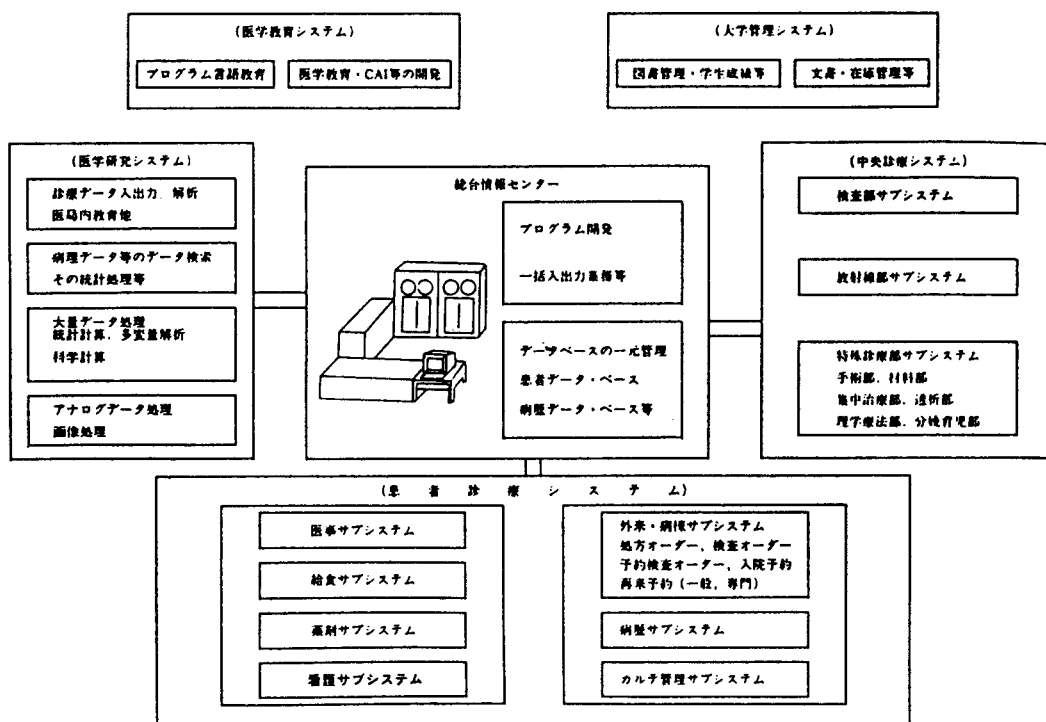 (医学教育システム)
プログラム言語教育
医学教育・CAI等の開発
(大学管理システム)
図書管理・学生成績等
文書・在庫管理等
(医学研究システム)
診療データ入出力、解析
医局内教育他
病理データ等のデータ検索
その統計処理等
大量データ処理
統計計算,多変量解析
科学計算
アナログデータ処理
画像処理
総合情報センター
プログラム開発
一括入出力業務等
データベースの一元管理
患者データ・ベース
病歴データ・ベース等
(中央診療システム)
検査部サブシステム
放射線部サブシステム
特殊診療部サブシステム
手術部,材料部
集中治療部,透析部
理学療法部,分娩育児部
(患者診療システム)
医事サブシステム
給食サブシステム
薬剤サブシステム
看護サブシステム
外来・病棟サブシステム
処方オーダー,検査オーダー
予約検査オーダー,入院予約
再来予約(一般,専門)
病歴サブシステム
カルテ管理サブシステム